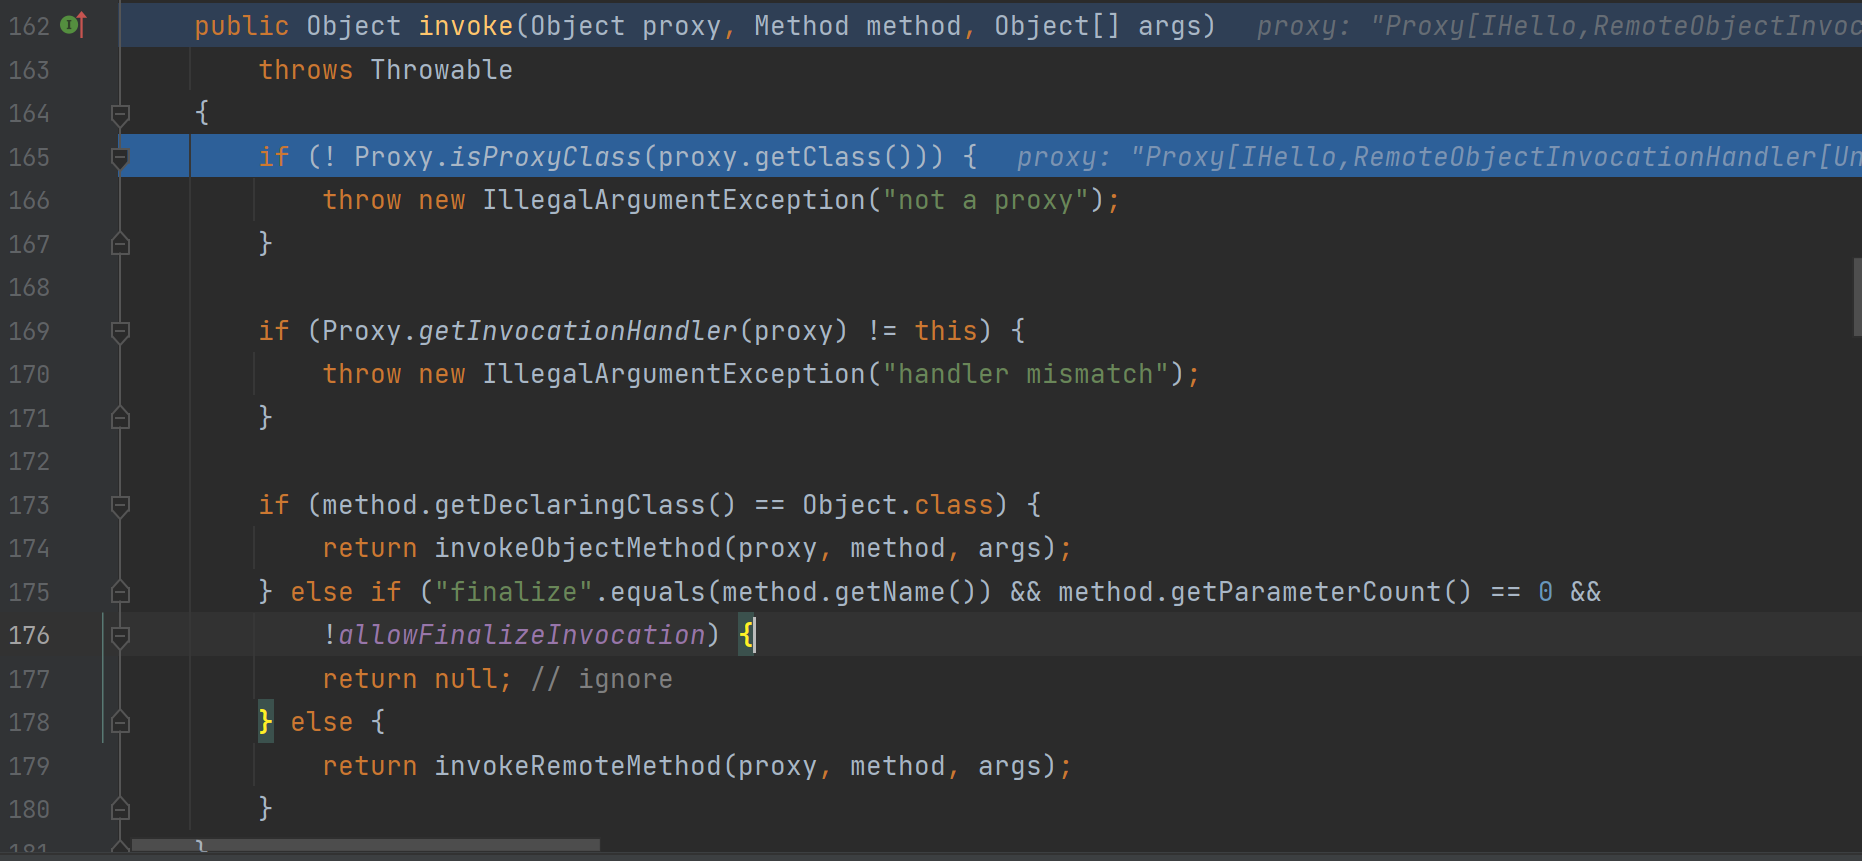 162 public Object invoke(Object proxy, Method method, Object[] args) proxy: "Proxy[IHello,RemoteObjectInvoc
163 throws Throwable
164 {
165 if (! Proxy.isProxyClass(proxy.getClass())) { proxy: "Proxy[IHello,RemoteObjectInvocationHandler[Un
166 throw new IllegalArgumentException("not a proxy");
167 }
168
169 if (Proxy.getInvocationHandler(proxy) != this) {
170 throw new IllegalArgumentException("handler mismatch");
171 }
172
173 if (method.getDeclaringClass() == Object.class) {
174 return invokeObjectMethod(proxy, method, args);
175 } else if ("finalize".equals(method.getName()) && method.getParameterCount() == 0 &&
176 !allowFinalizeInvocation) {
177 return null; // ignore
178 } else {
179 return invokeRemoteMethod(proxy, method, args);
180 }
181 }